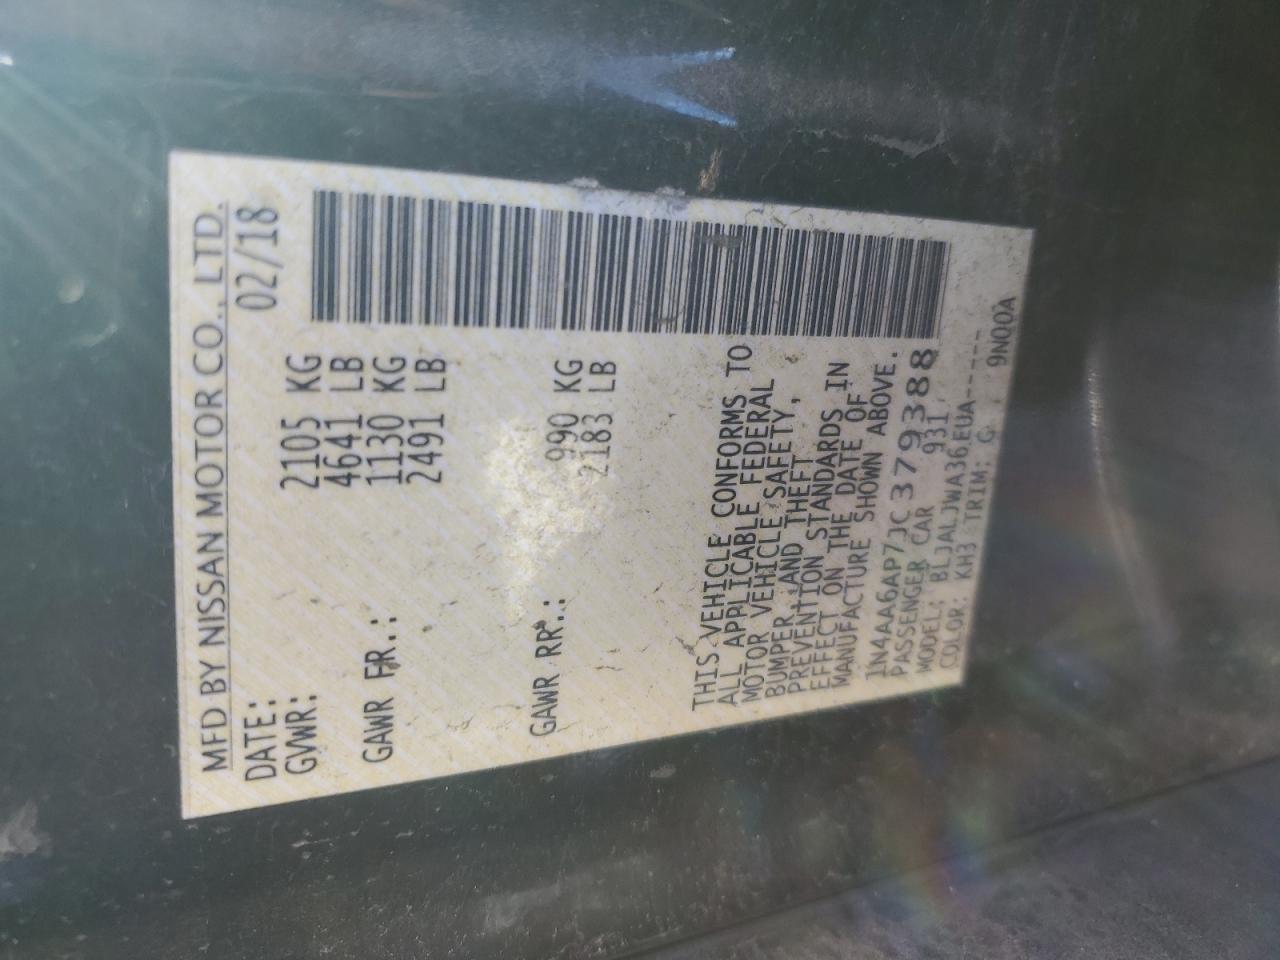 MFD BY NISSAN MOTOR CO., LTD.
DATE: 02/18
GVWR: 2105 KG
4641 LB
GAWR FR.: 1130 KG
2491 LB
GAWR RR.: 990 KG
2183 LB
THIS VEHICLE CONFORMS TO
ALL APPLICABLE FEDERAL
MOTOR VEHICLE SAFETY,
BUMPER AND THEFT
PREVENTION STANDARDS IN
EFFECT ON THE DATE OF
MANUFACTURE SHOWN ABOVE.
1N4AA6AP7JC379388
PASSENGER CAR 931
MODEL: BLJALJWA36EUA-----
COLOR: KH3 TRIM: G 9N00A